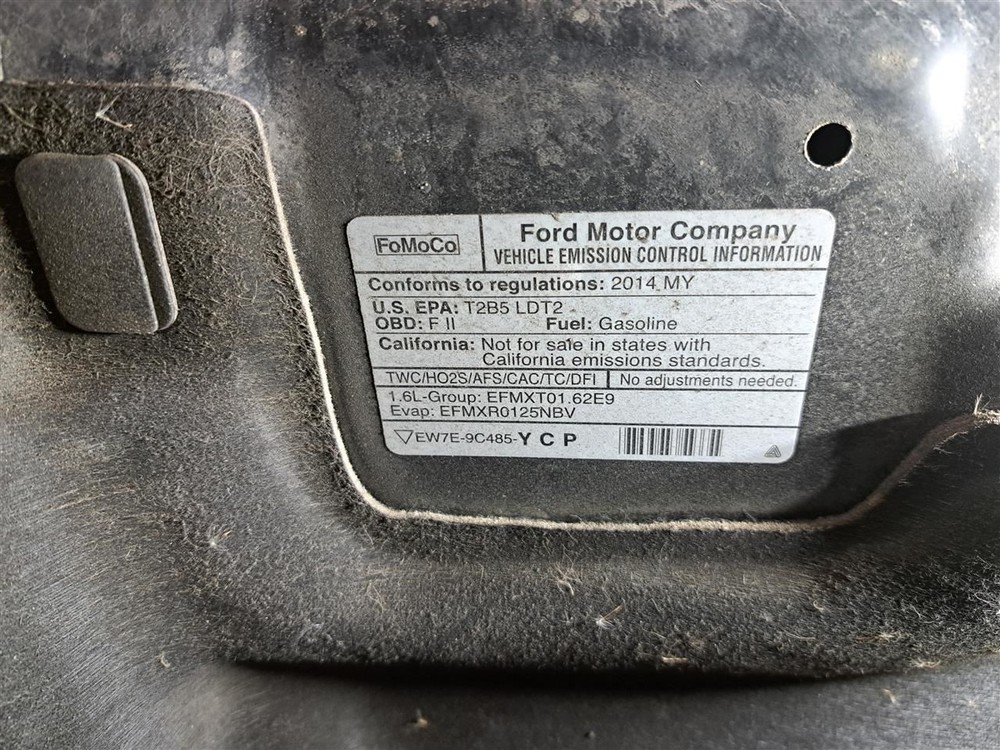 FoMoCo
Ford Motor Company
VEHICLE EMISSION CONTROL INFORMATION
Conforms to regulations: 2014 MY
U.S. EPA: T2B5 LDT2
OBD: F II Fuel: Gasoline
California: Not for sale in states with
California emissions standards.
TWC/HO2S/AFS/CAC/TC/DFI No adjustments needed.
1.6L-Group: EFMXT01.62E9
Evap: EFMXR0125NBV
EW7E-9C485-Y C P